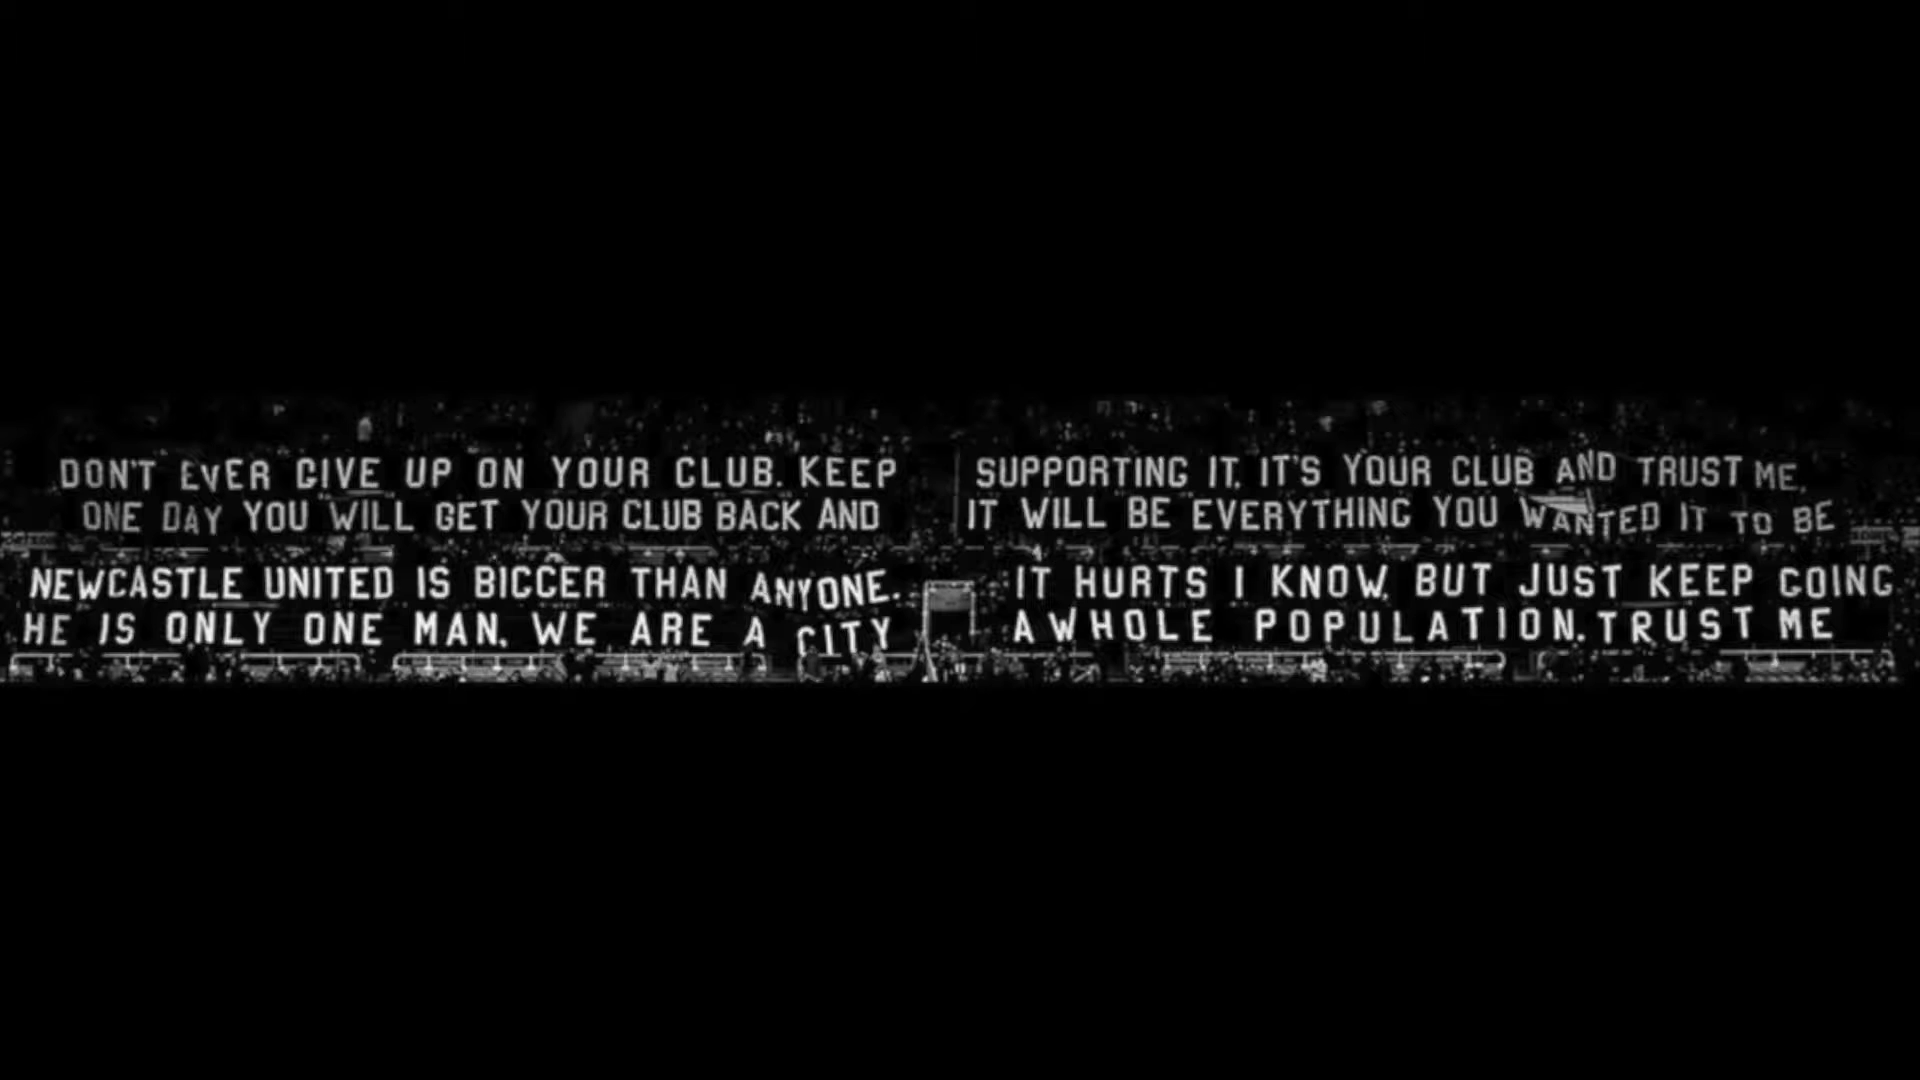 DON'T EVER GIVE UP ON YOUR CLUB. KEEP SUPPORTING IT, IT'S YOUR CLUB AND TRUST ME,
ONE DAY YOU WILL GET YOUR CLUB BACK AND IT WILL BE EVERYTHING YOU WANTED IT TO BE
NEWCASTLE UNITED IS BIGGER THAN ANYONE. IT HURTS I KNOW, BUT JUST KEEP GOING
HE IS ONLY ONE MAN, WE ARE A CITY A WHOLE POPULATION. TRUST ME